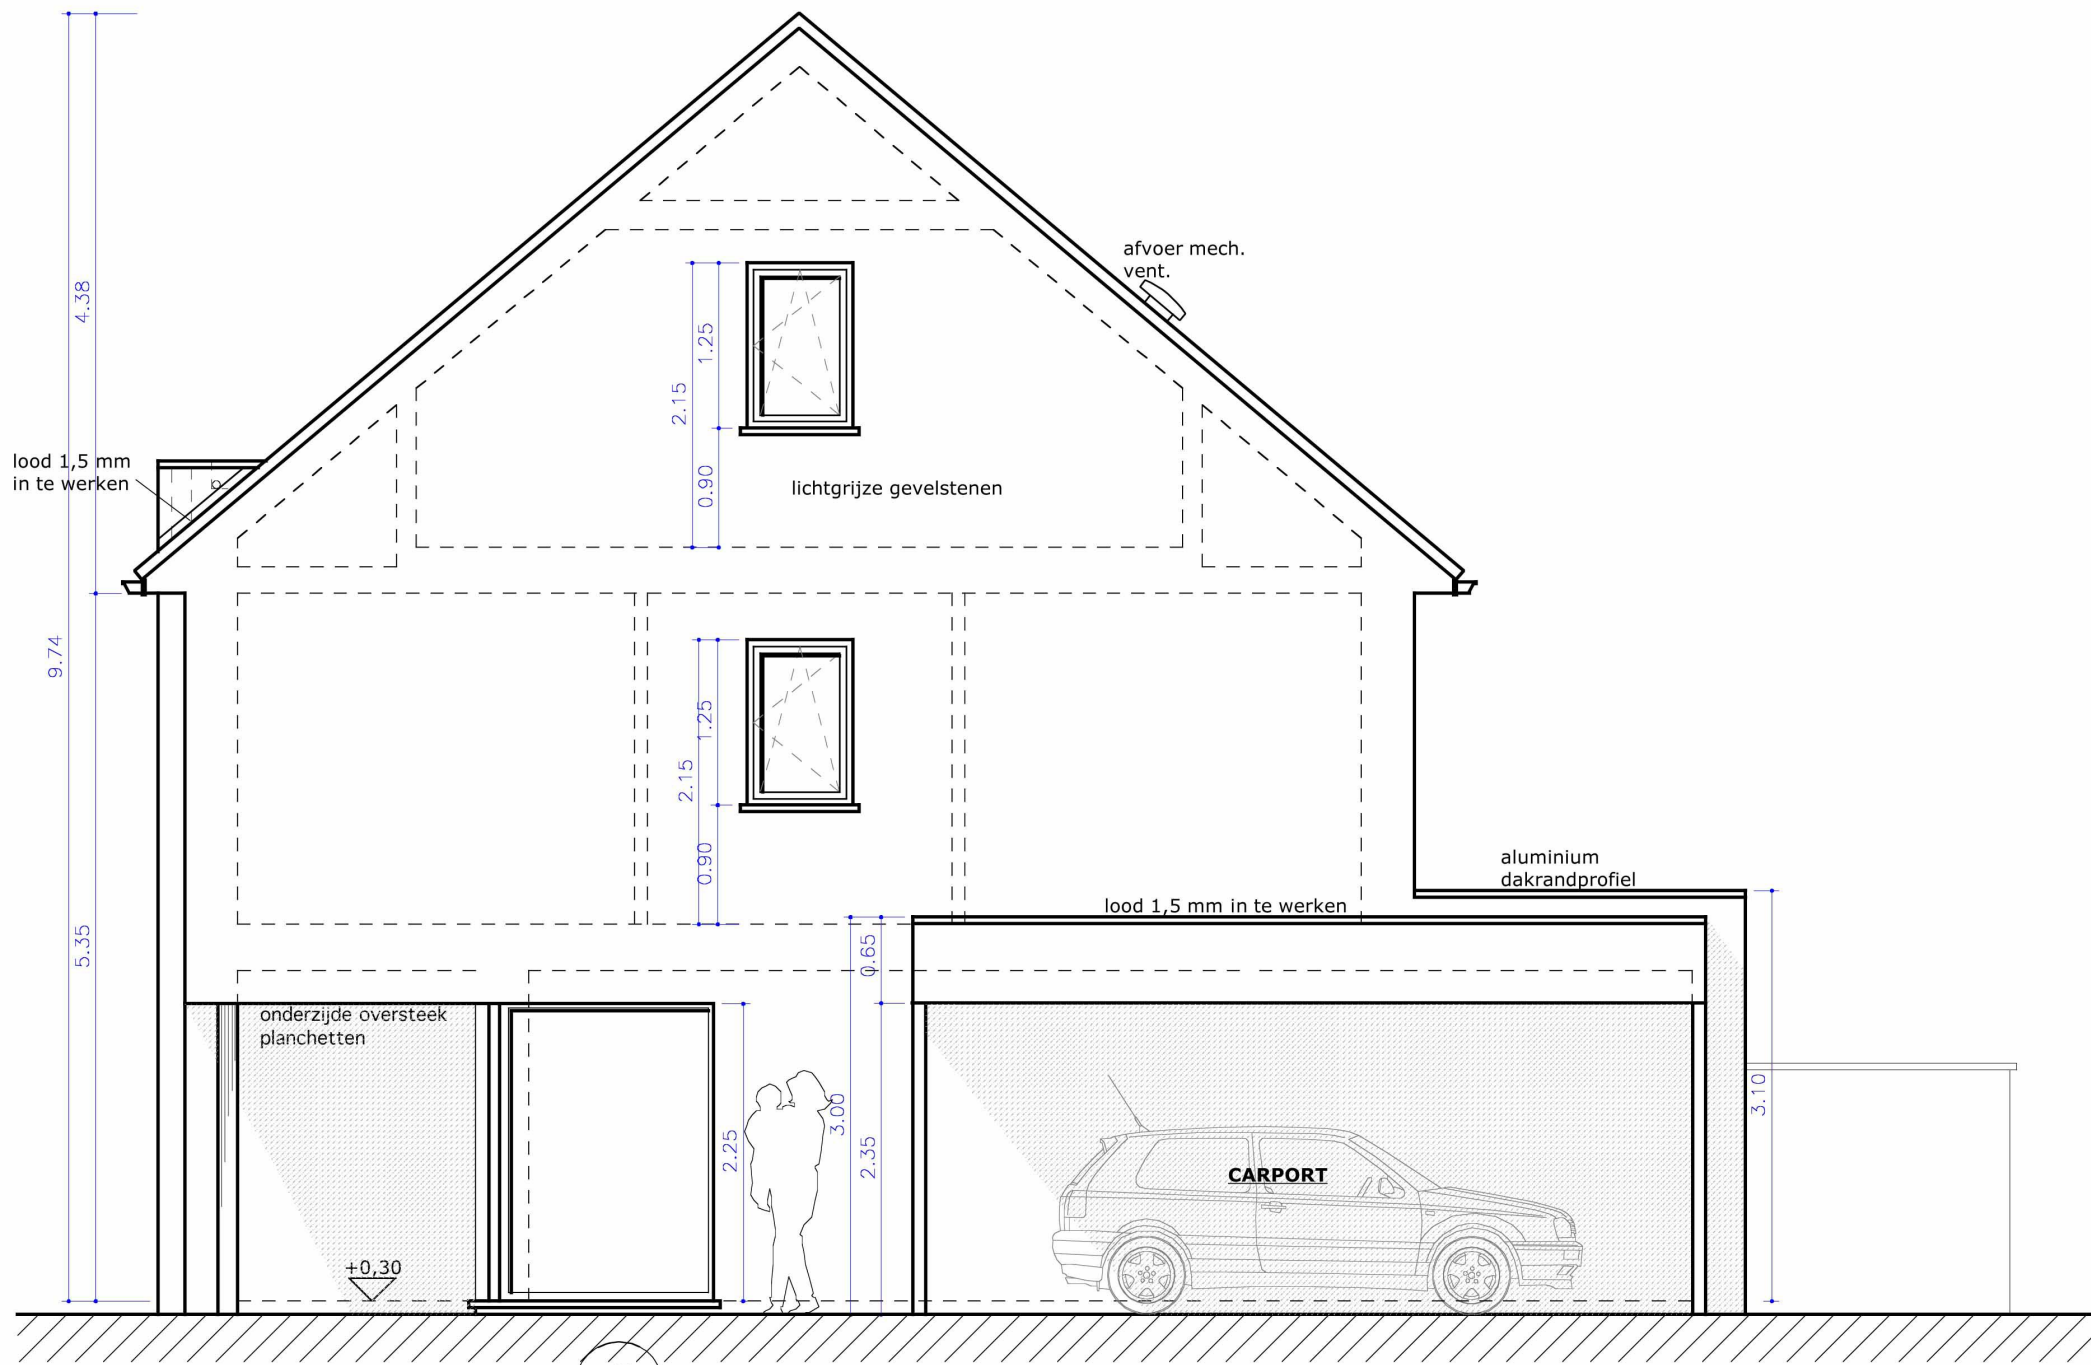 4.38
afvoer mech.
vent.
1.25
2.15
0.90
lood 1,5 mm
in te werken
lichtgrijze gevelstenen
9.74
1.25
2.15
0.90
aluminium
dakrandprofiel
lood 1,5 mm in te werken
5.35
0.65
onderzijde oversteek
planchetten
3.00
3.10
2.25
2.35
CARPORT
+0,30